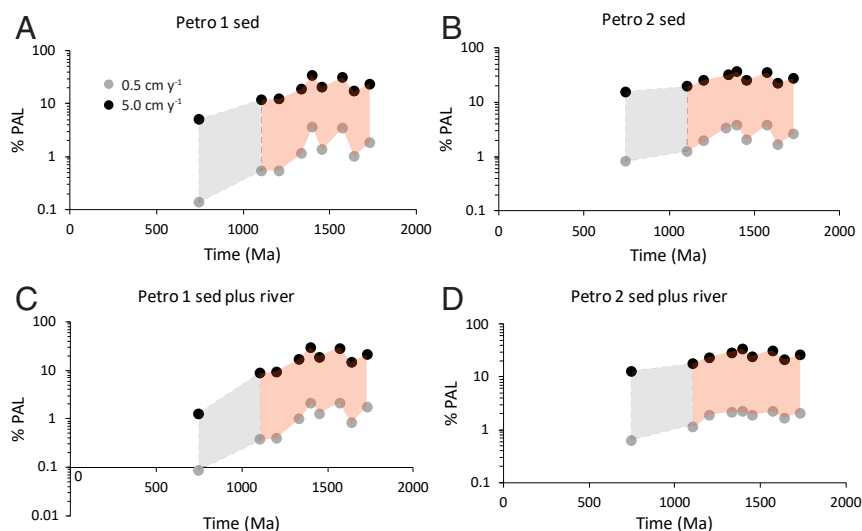 A
Petro 1 sed
100
10
1
0.1
% PAL
0.5 cm y⁻¹
5.0 cm y⁻¹
0 500 1000 1500 2000
Time (Ma)
B
Petro 2 sed
100
10
1
0.1
% PAL
0 500 1000 1500 2000
Time (Ma)
C
Petro 1 sed plus river
100
10
1
0.1
0.01
% PAL
0 500 1000 1500 2000
Time (Ma)
D
Petro 2 sed plus river
100
10
1
0.1
% PAL
0 500 1000 1500 2000
Time (Ma)